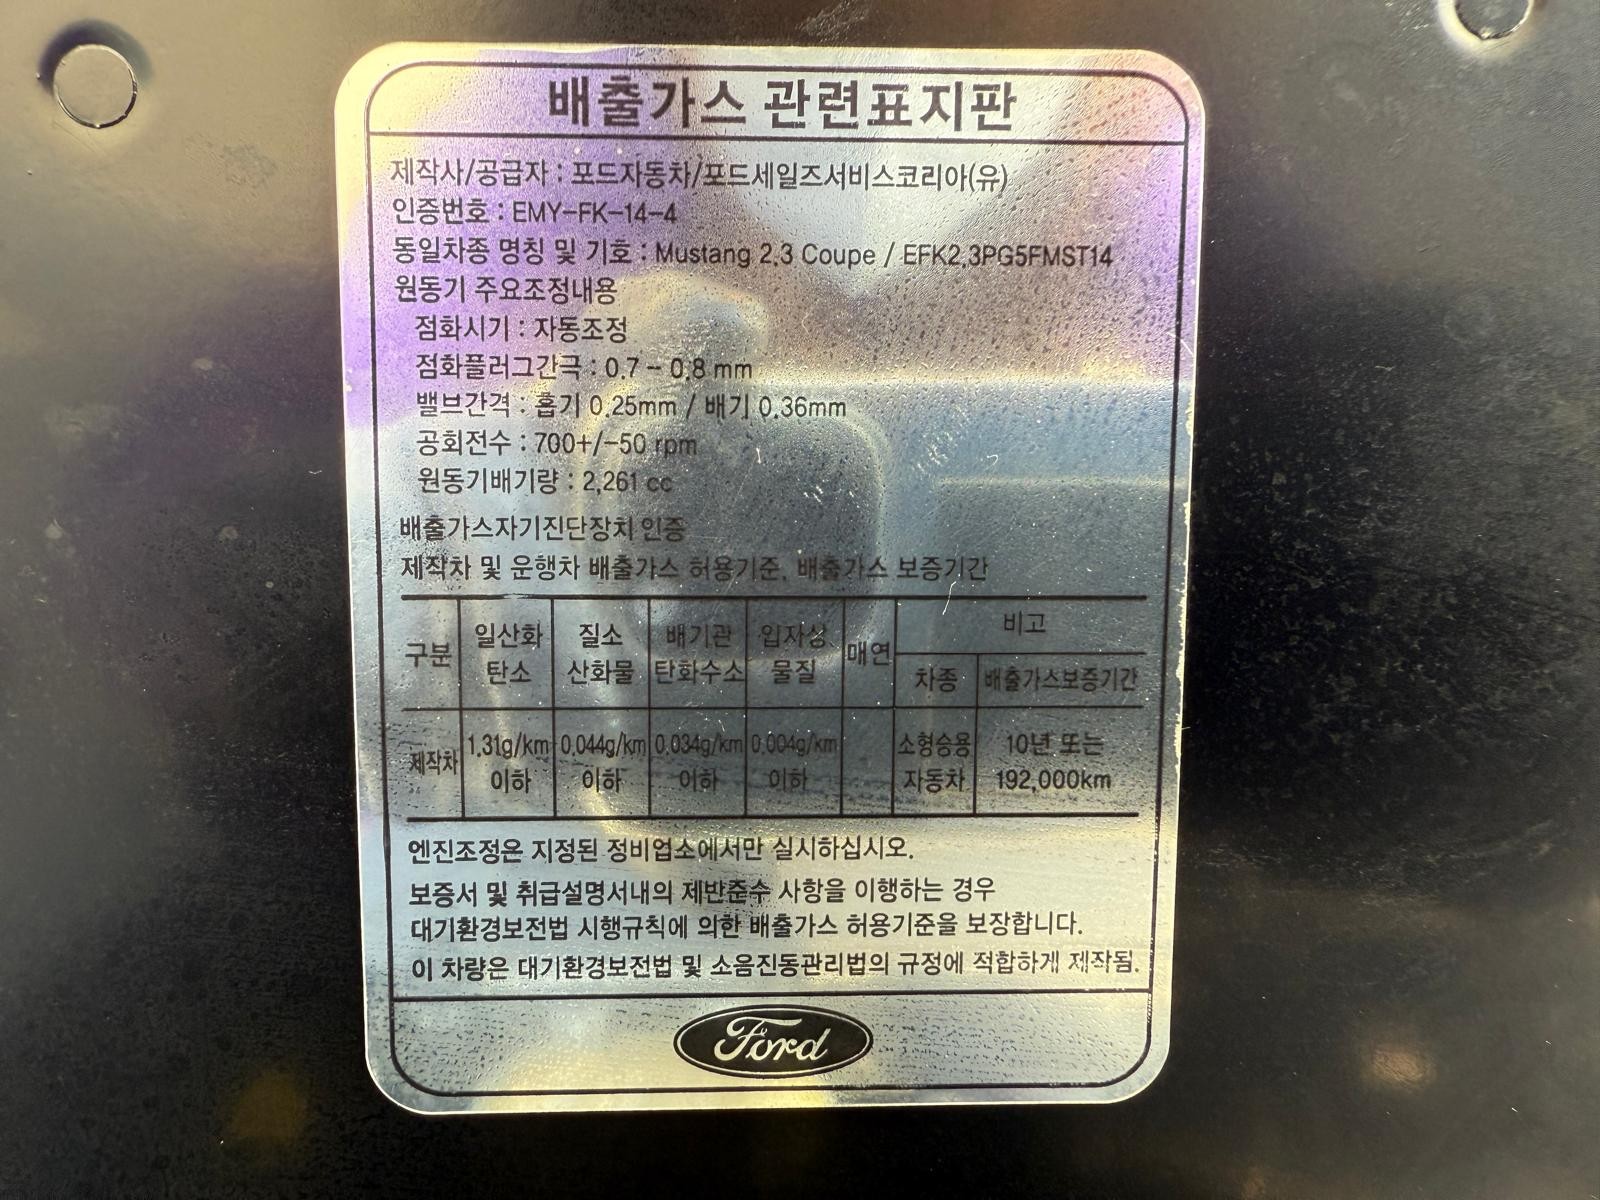 배출가스 관련표지판
제작사/공급자 : 포드자동차/포드세일즈서비스코리아(유)
인증번호 : EMY-FK-14-4
동일차종 명칭 및 기호 : Mustang 2.3 Coupe / EFK2.3PG5FMST14
원동기 주요조정내용
점화시기 : 자동조정
점화플러그간극 : 0.7 - 0.8 mm
밸브간격 : 흡기 0.25mm / 배기 0.36mm
공회전수 : 700+/-50 rpm
원동기배기량 : 2,261 cc
배출가스자기진단장치 인증
제작차 및 운행차 배출가스 허용기준, 배출가스 보증기간
구분 일산화 탄소 질소 산화물 배기관 탄화수소 입자상 물질 매연 비고
차종 배출가스보증기간
제작차 1.31g/km 이하 0.044g/km 이하 0.034g/km 이하 0.004g/km 이하 소형승용 자동차 10년 또는 192,000km
엔진조정은 지정된 정비업소에서만 실시하십시오.
보증서 및 취급설명서내의 제반준수 사항을 이행하는 경우
대기환경보전법 시행규칙에 의한 배출가스 허용기준을 보장합니다.
이 차량은 대기환경보전법 및 소음진동관리법의 규정에 적합하게 제작됨.
Ford